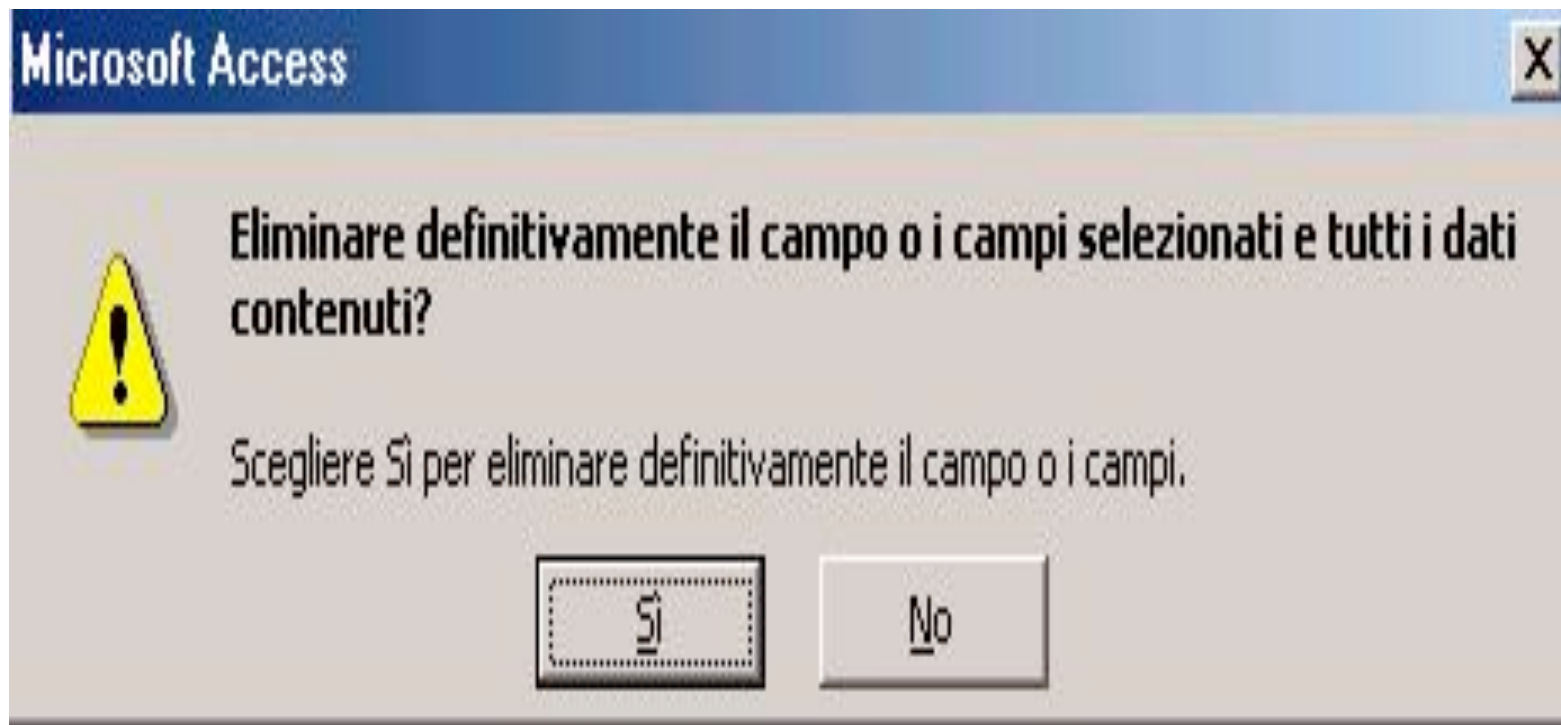 Microsoft Access
X
Eliminare definitivamente il campo o i campi selezionati e tutti i dati
contenuti?
Scegliere Sì per eliminare definitivamente il campo o i campi.
Sì No